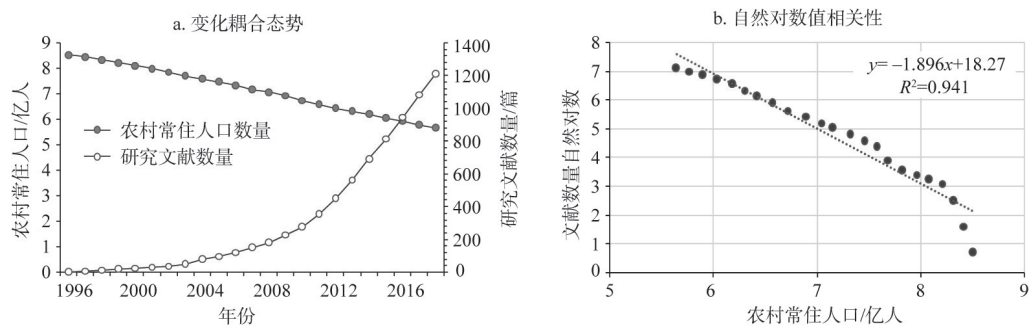 a. 变化耦合态势
农村常住人口/亿人
9
8
7
6
5
4
3
2
1
0
农村常住人口数量
研究文献数量
1400
1200
1000
800
600
400
200
0
研究文献数量/篇
1996 2000 2004 2008 2012 2016
年份
b. 自然对数值相关性
文献数量自然对数
8
7
6
5
4
3
2
1
0
y= –1.896x+18.27
R²=0.941
5 6 7 8 9
农村常住人口/亿人